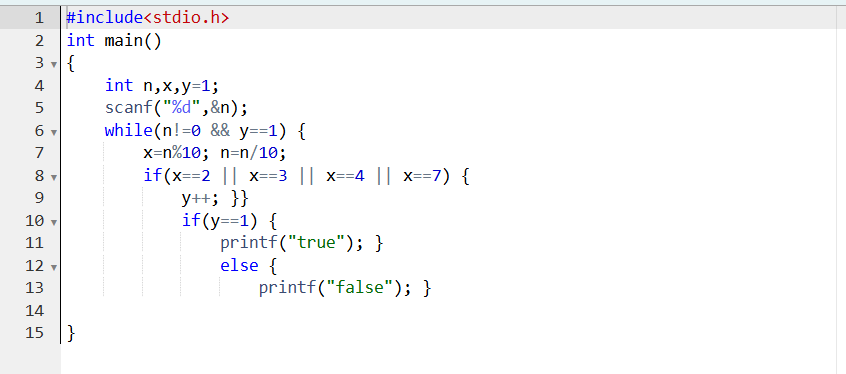 1 #include<stdio.h>
2 int main()
3 {
4 int n,x,y=1;
5 scanf("%d",&n);
6 while(n!=0 && y==1) {
7 x=n%10; n=n/10;
8 if(x==2 || x==3 || x==4 || x==7) {
9 y++; }}
10 if(y==1) {
11 printf("true"); }
12 else {
13 printf("false"); }
14
15 }